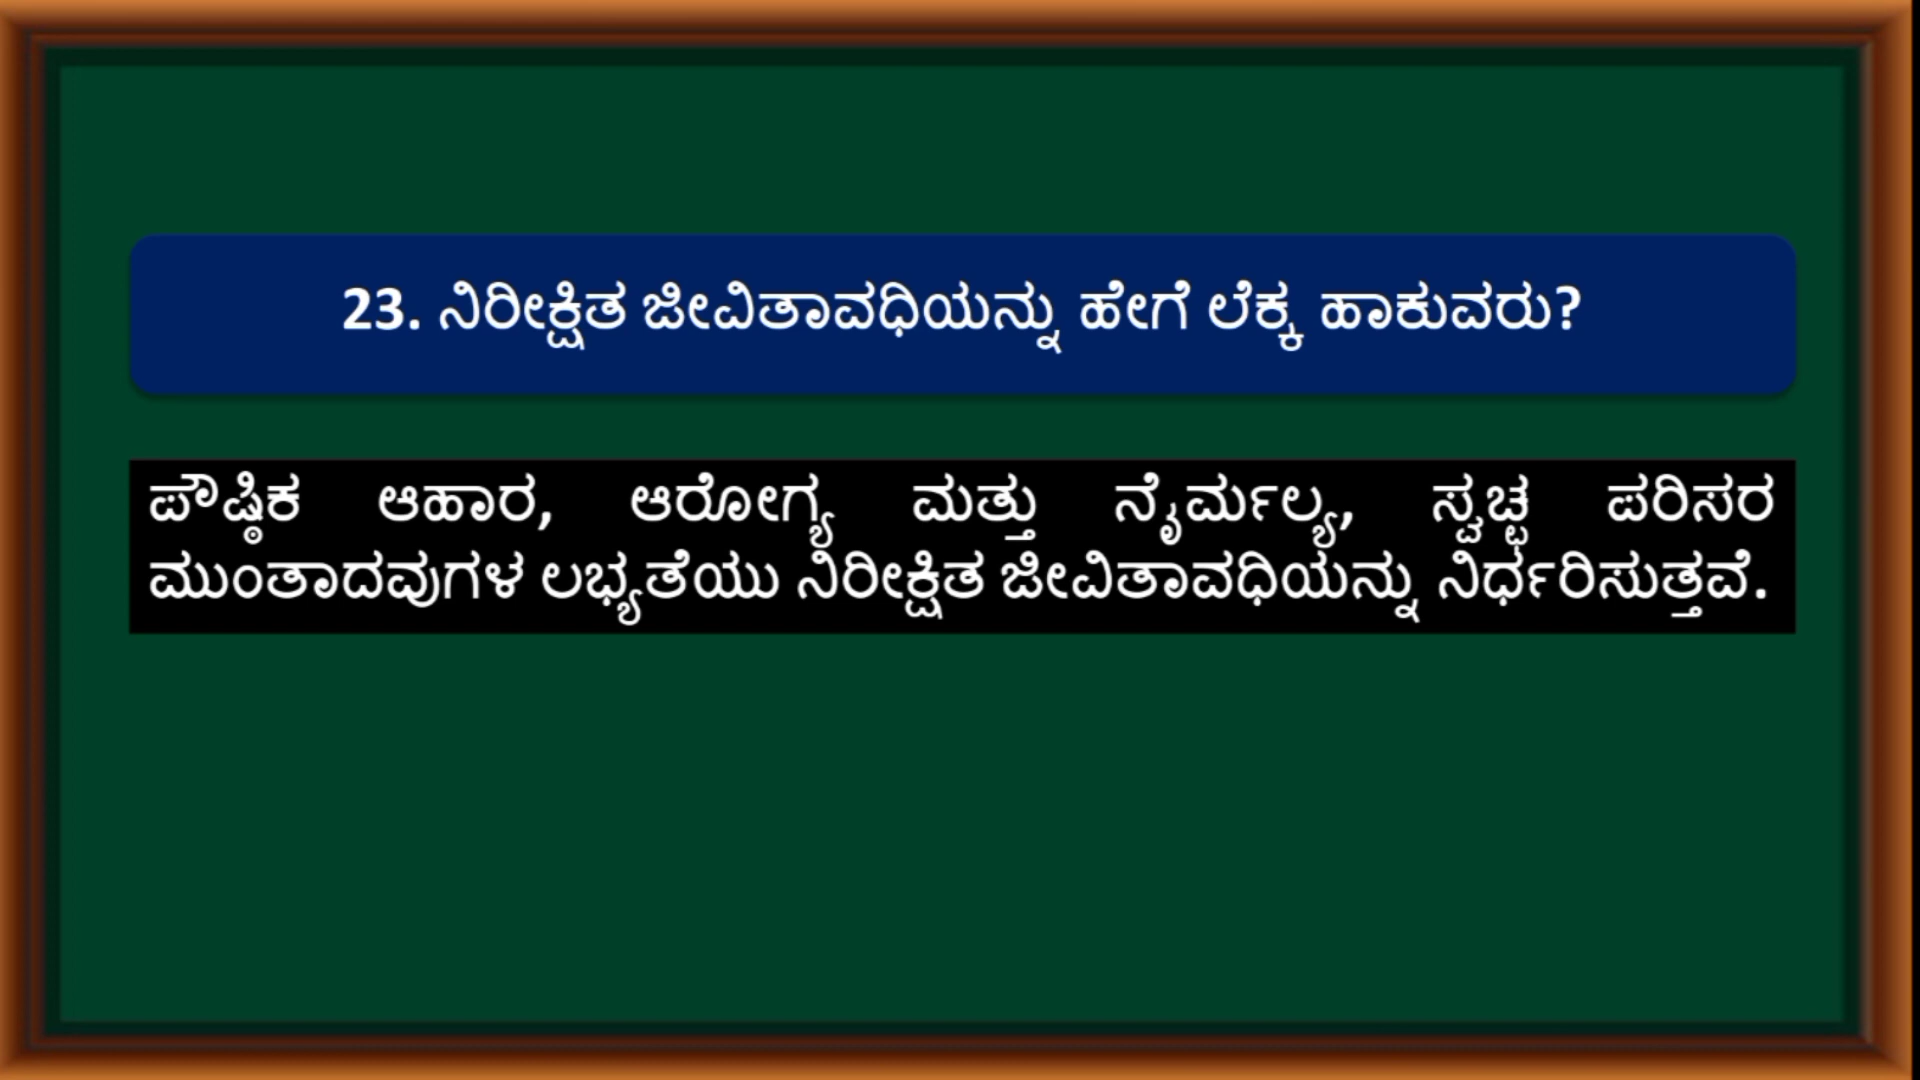 23. ನಿರೀಕ್ಷಿತ ಜೀವಿತಾವಧಿಯನ್ನು ಹೇಗೆ ಲೆಕ್ಕ ಹಾಕುವರು?
ಪೌಷ್ಠಿಕ ಆಹಾರ, ಆರೋಗ್ಯ ಮತ್ತು ನೈರ್ಮಲ್ಯ, ಸ್ವಚ್ಛ ಪರಿಸರ
ಮುಂತಾದವುಗಳ ಲಭ್ಯತೆಯು ನಿರೀಕ್ಷಿತ ಜೀವಿತಾವಧಿಯನ್ನು ನಿರ್ಧರಿಸುತ್ತವೆ.